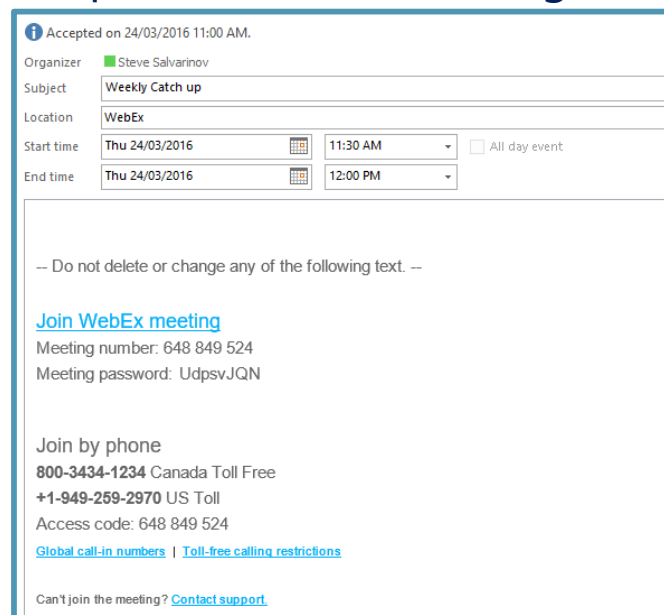 Accepted on 24/03/2016 11:00 AM.
Organizer Steve Salvarinov
Subject Weekly Catch up
Location WebEx
Start time Thu 24/03/2016 11:30 AM All day event
End time Thu 24/03/2016 12:00 PM
-- Do not delete or change any of the following text. --
Join WebEx meeting
Meeting number: 648 849 524
Meeting password: UdpsvJQN
Join by phone
800-3434-1234 Canada Toll Free
+1-949-259-2970 US Toll
Access code: 648 849 524
Global call-in numbers | Toll-free calling restrictions
Can't join the meeting? Contact support.